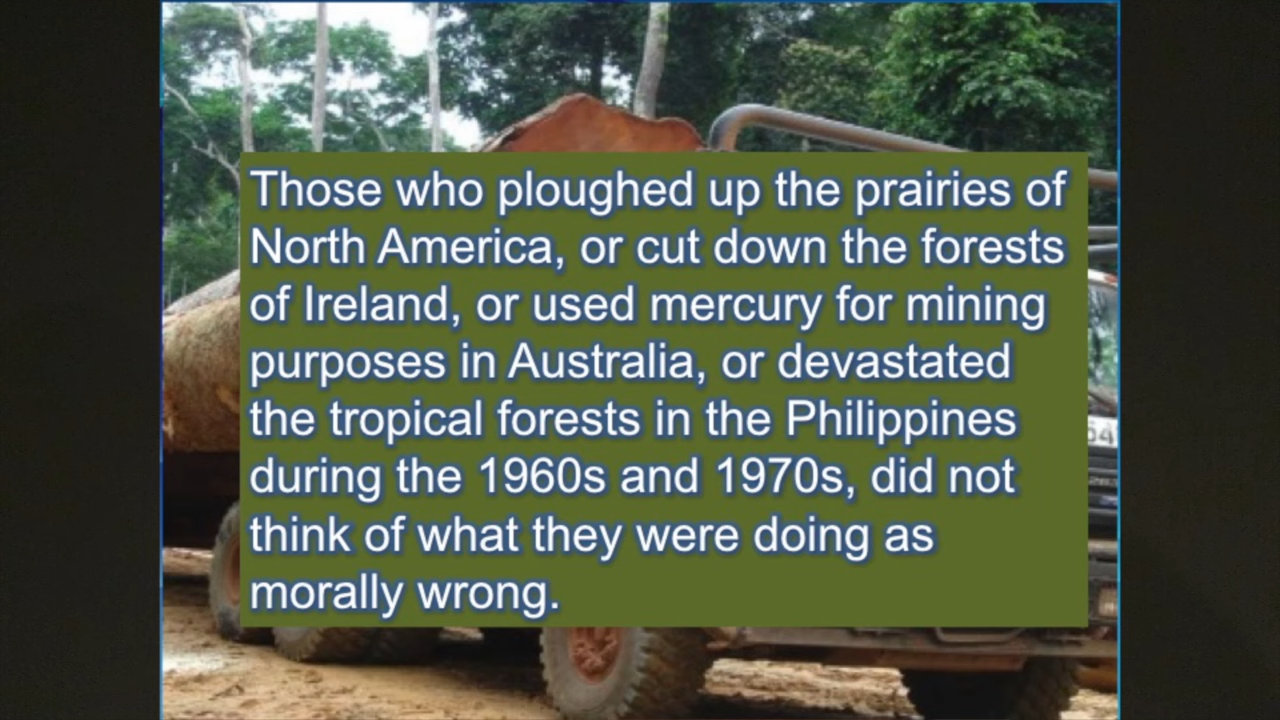 Those who ploughed up the prairies of
North America, or cut down the forests
of Ireland, or used mercury for mining
purposes in Australia, or devastated
the tropical forests in the Philippines
during the 1960s and 1970s, did not
think of what they were doing as
morally wrong.